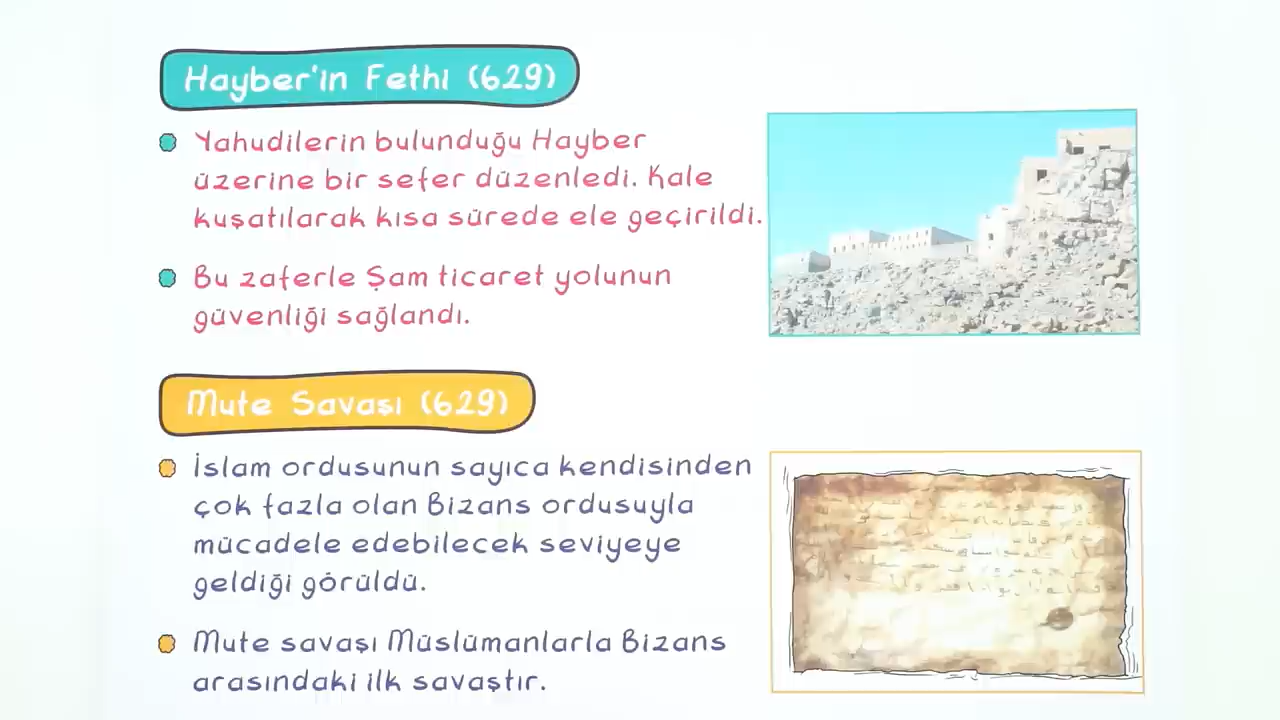 Hayber'in Fethi (629)
Yahudilerin bulunduğu Hayber
üzerine bir sefer düzenledi. Kale
kuşatılarak kısa sürede ele geçirildi.
Bu zaferle Şam ticaret yolunun
güvenliği sağlandı.
Mute Savaşı (629)
İslam ordusunun sayıca kendisinden
çok fazla olan Bizans ordusuyla
mücadele edebilecek seviyeye
geldiği görüldü.
Mute savaşı Müslümanlarla Bizans
arasındaki ilk savaştır.